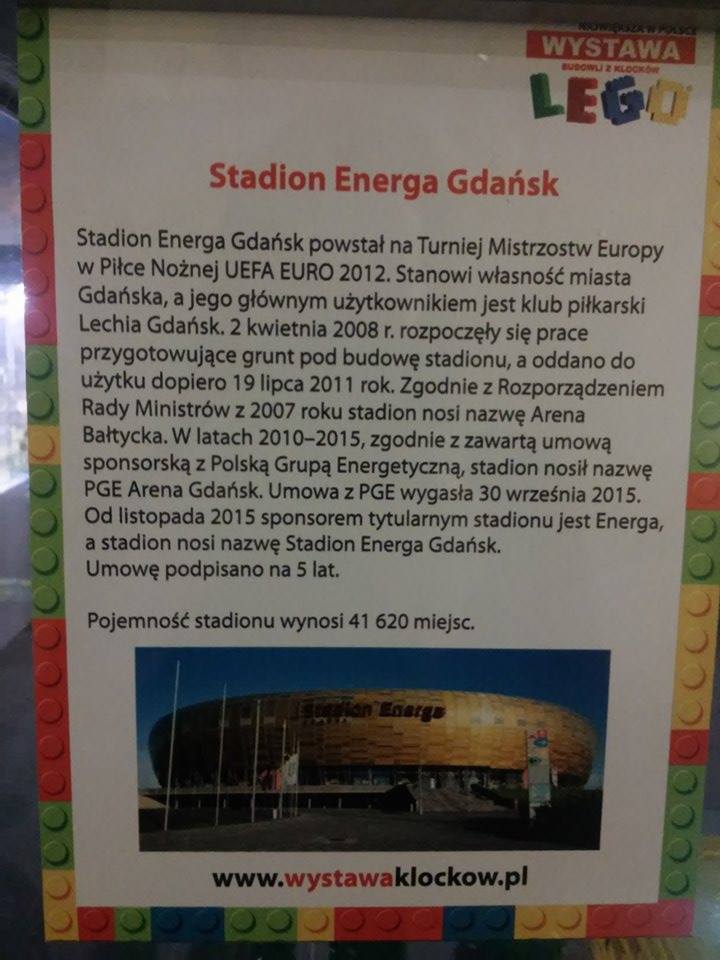 NAJWIĘKSZA W POLSCE
WYSTAWA
BUDOWLI Z KLOCKÓW
LEGO
Stadion Energa Gdańsk
Stadion Energa Gdańsk powstał na Turniej Mistrzostw Europy
w Piłce Nożnej UEFA EURO 2012. Stanowi własność miasta
Gdańska, a jego głównym użytkownikiem jest klub piłkarski
Lechia Gdańsk. 2 kwietnia 2008 r. rozpoczęły się prace
przygotowujące grunt pod budowę stadionu, a oddano do
użytku dopiero 19 lipca 2011 rok. Zgodnie z Rozporządzeniem
Rady Ministrów z 2007 roku stadion nosi nazwę Arena
Bałtycka. W latach 2010–2015, zgodnie z zawartą umową
sponsorską z Polską Grupą Energetyczną, stadion nosił nazwę
PGE Arena Gdańsk. Umowa z PGE wygasła 30 września 2015.
Od listopada 2015 sponsorem tytularnym stadionu jest Energa,
a stadion nosi nazwę Stadion Energa Gdańsk.
Umowę podpisano na 5 lat.
Pojemność stadionu wynosi 41 620 miejsc.
Stadion Energa
www.wystawaklockow.pl